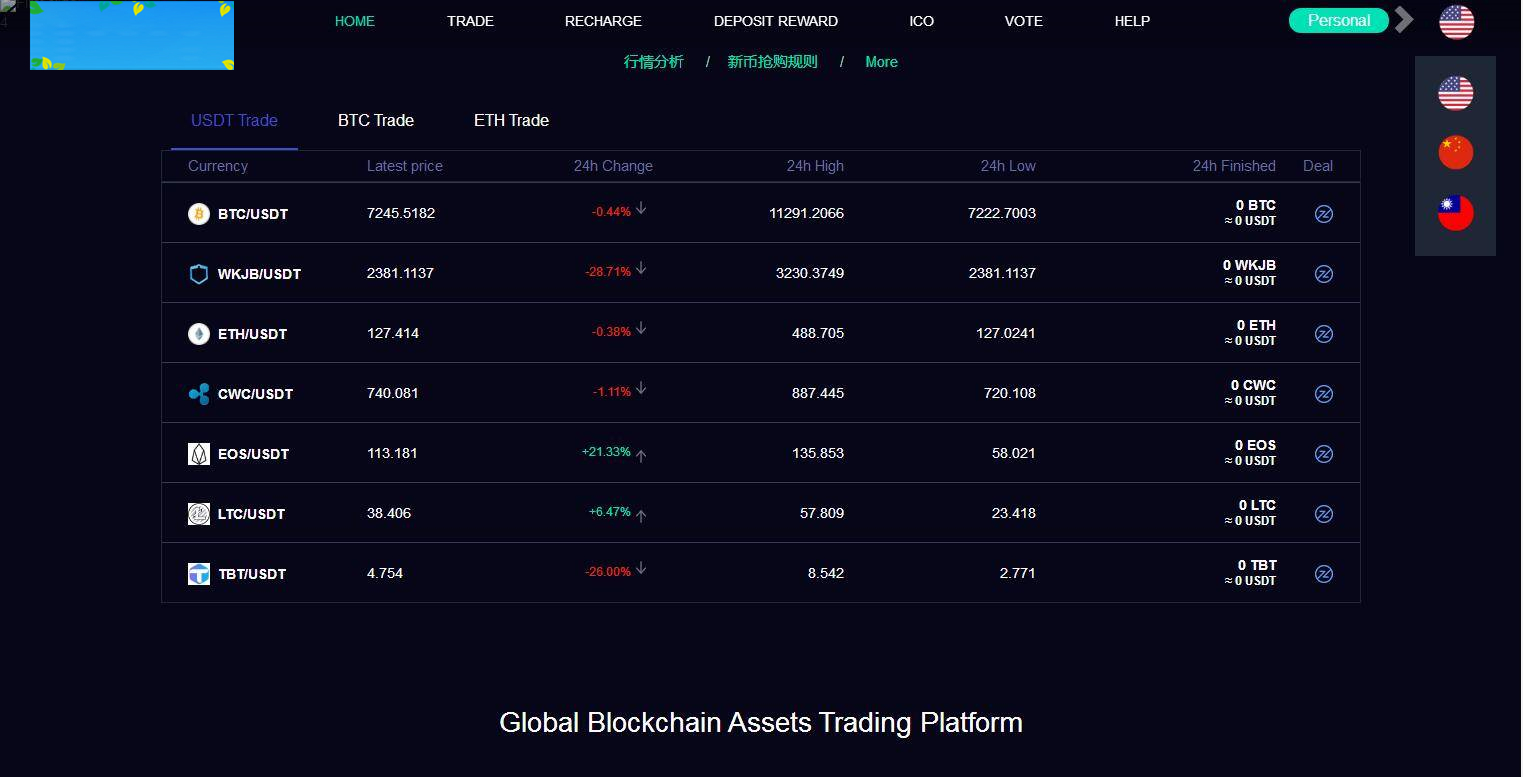 HOME TRADE RECHARGE DEPOSIT REWARD ICO VOTE HELP Personal
行情分析 / 新币抢购规则 / More
USDT Trade BTC Trade ETH Trade
Currency Latest price 24h Change 24h High 24h Low 24h Finished Deal
BTC/USDT 7245.5182 -0.44% 11291.2066 7222.7003 0 BTC
≈ 0 USDT
WKJB/USDT 2381.1137 -28.71% 3230.3749 2381.1137 0 WKJB
≈ 0 USDT
ETH/USDT 127.414 -0.38% 488.705 127.0241 0 ETH
≈ 0 USDT
CWC/USDT 740.081 -1.11% 887.445 720.108 0 CWC
≈ 0 USDT
EOS/USDT 113.181 +21.33% 135.853 58.021 0 EOS
≈ 0 USDT
LTC/USDT 38.406 +6.47% 57.809 23.418 0 LTC
≈ 0 USDT
TBT/USDT 4.754 -26.00% 8.542 2.771 0 TBT
≈ 0 USDT
Global Blockchain Assets Trading Platform